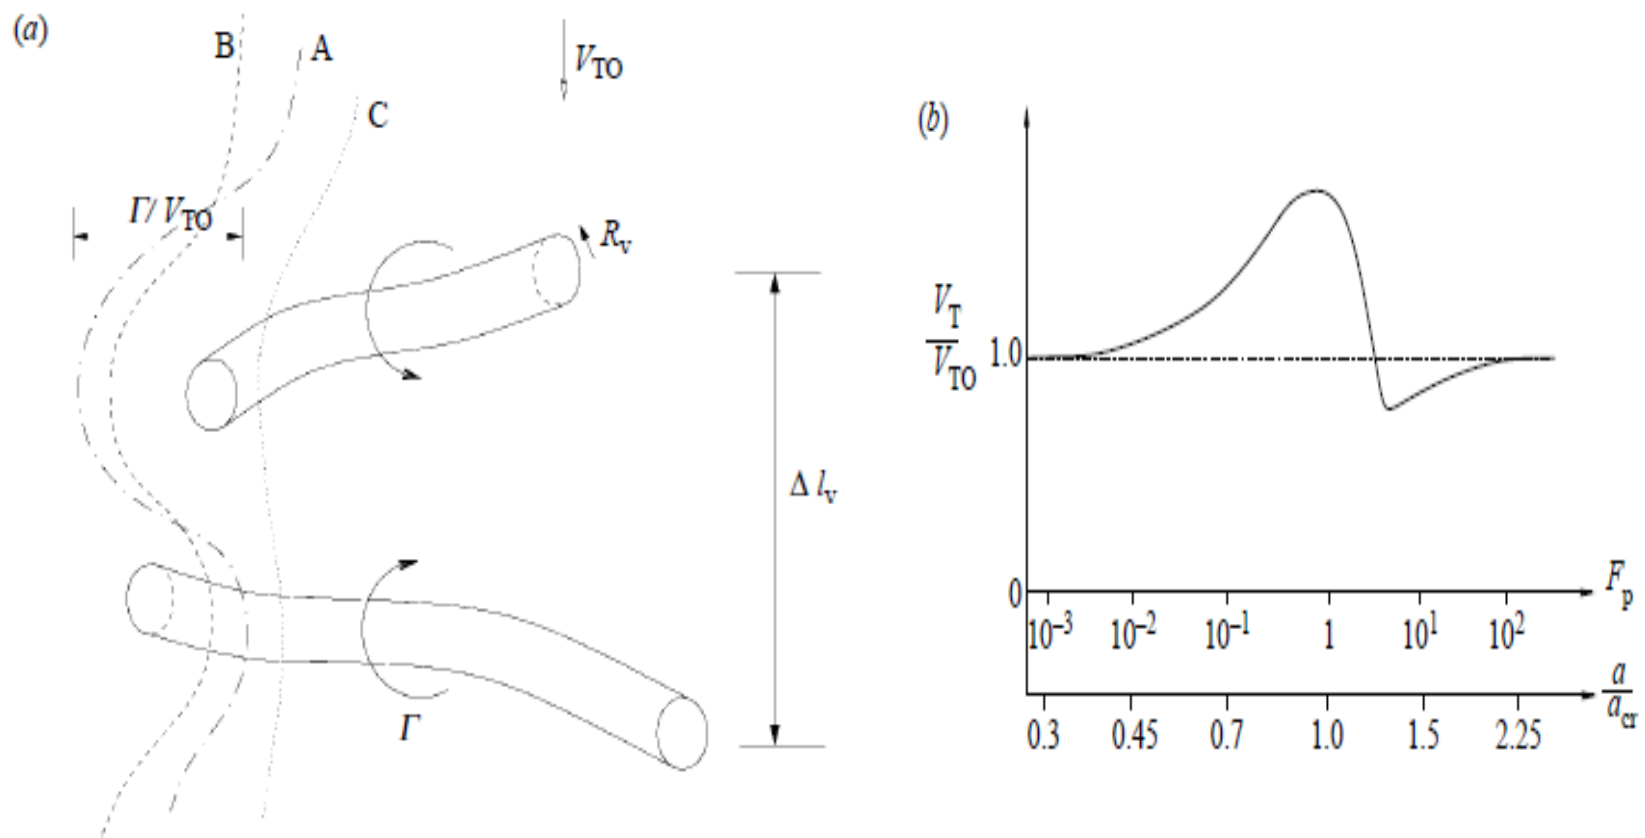 (a)
B
A
C
V_TO
Γ/V_TO
R_v
Δ l_v
Γ
(b)
V_T
V_TO
1.0
0
F_p
10^–3 10^–2 10^–1 1 10^1 10^2
a
a_cr
0.3 0.45 0.7 1.0 1.5 2.25